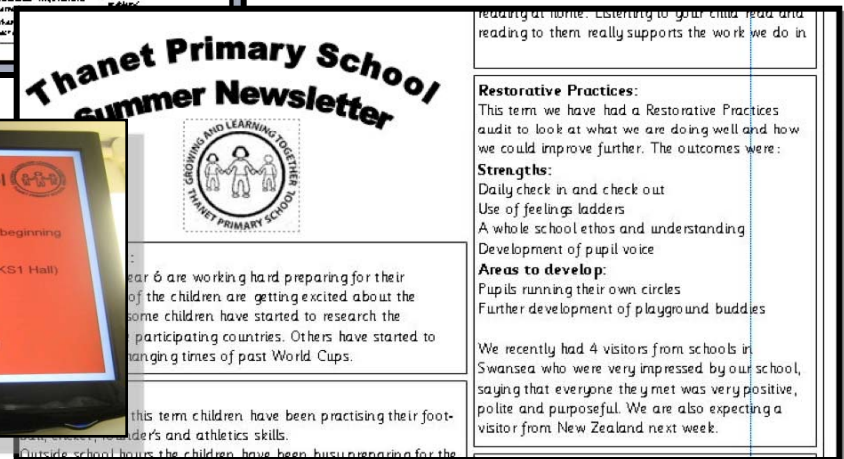 Thanet Primary School
Summer Newsletter
GROWING AND LEARNING TOGETHER
THANET PRIMARY SCHOOL
beginning
KS1 Hall)
ear 6 are working hard preparing for their
of the children are getting excited about the
some children have started to research the
participating countries. Others have started to
hanging times of past World Cups.
this term children have been practising their foot-
ball, cricket, rounder's and athletics skills.
Outside school hours the children have been busy preparing for the
reading at home. Listening to your child read and
reading to them really supports the work we do in
Restorative Practices:
This term we have had a Restorative Practices
audit to look at what we are doing well and how
we could improve further. The outcomes were:
Strengths:
Daily check in and check out
Use of feelings ladders
A whole school ethos and understanding
Development of pupil voice
Areas to develop:
Pupils running their own circles
Further development of playground buddies
We recently had 4 visitors from schools in
Swansea who were very impressed by our school,
saying that everyone they met was very positive,
polite and purposeful. We are also expecting a
visitor from New Zealand next week.